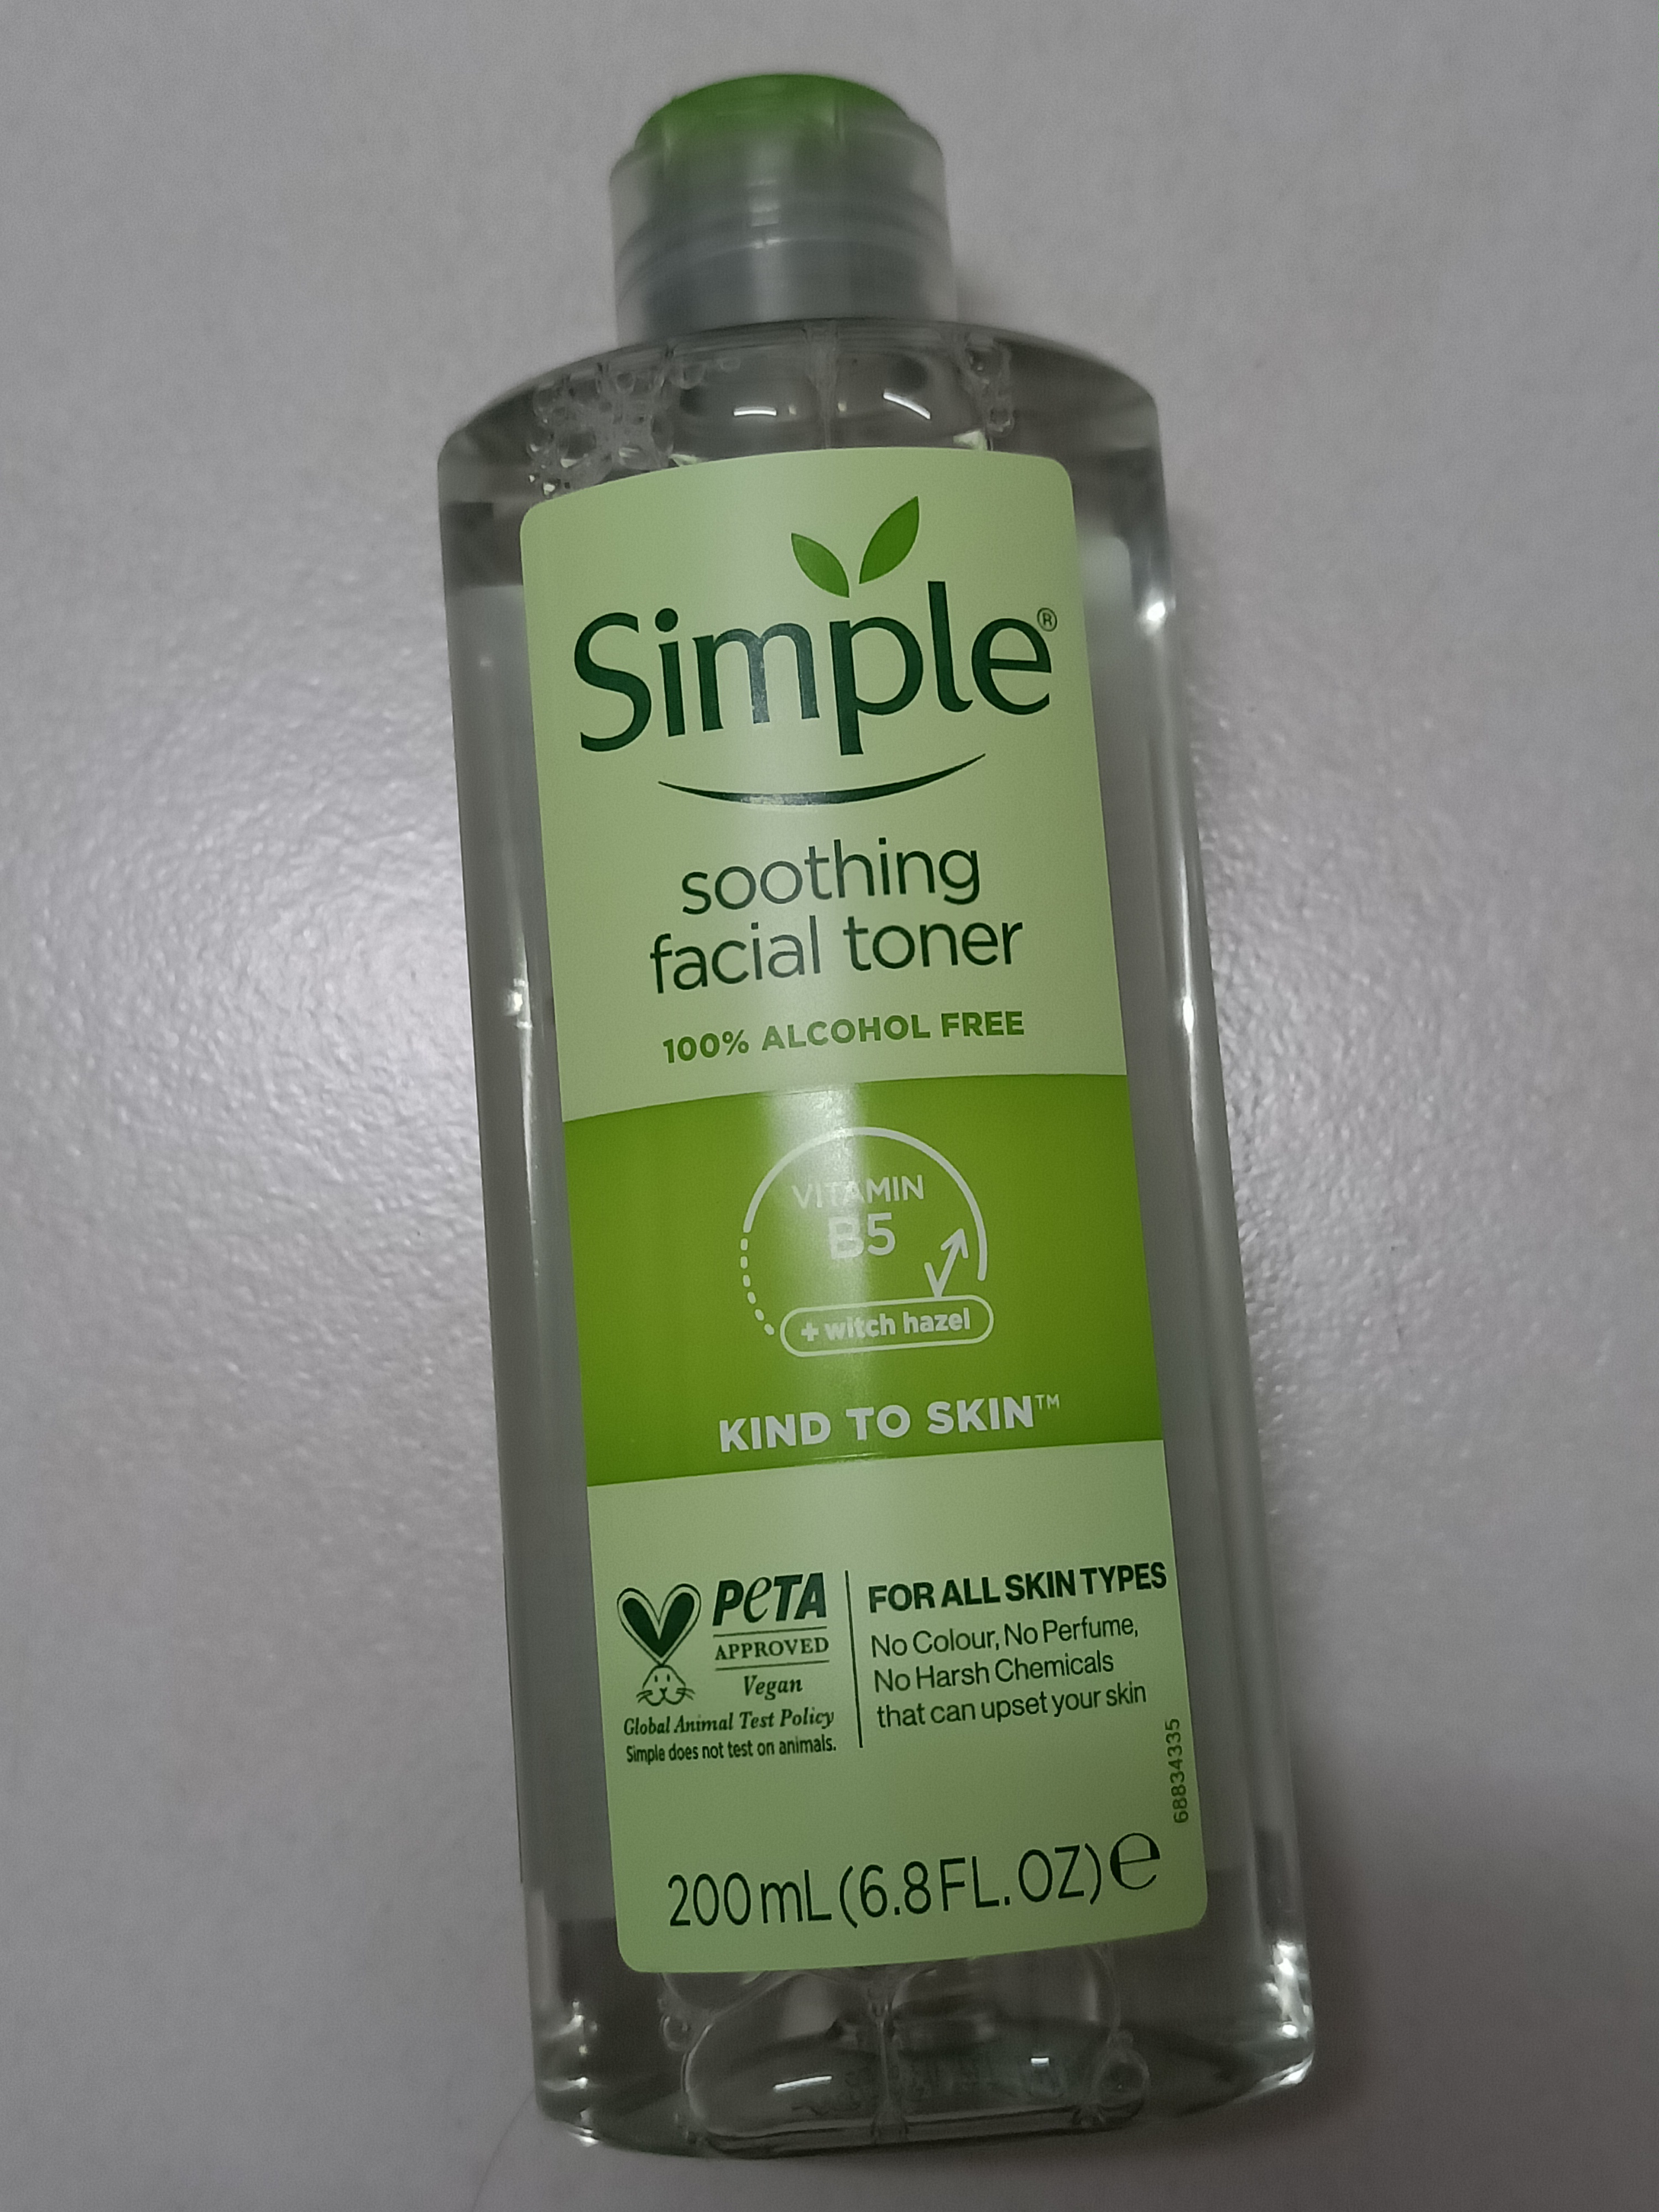 Simple®
soothing
facial toner
100% ALCOHOL FREE
VITAMIN
B5
+ witch hazel
KIND TO SKIN™
PeTA
APPROVED
Vegan
Global Animal Test Policy
Simple does not test on animals.
FOR ALL SKIN TYPES
No Colour, No Perfume,
No Harsh Chemicals
that can upset your skin
68834335
200mL (6.8FL.OZ) ℮